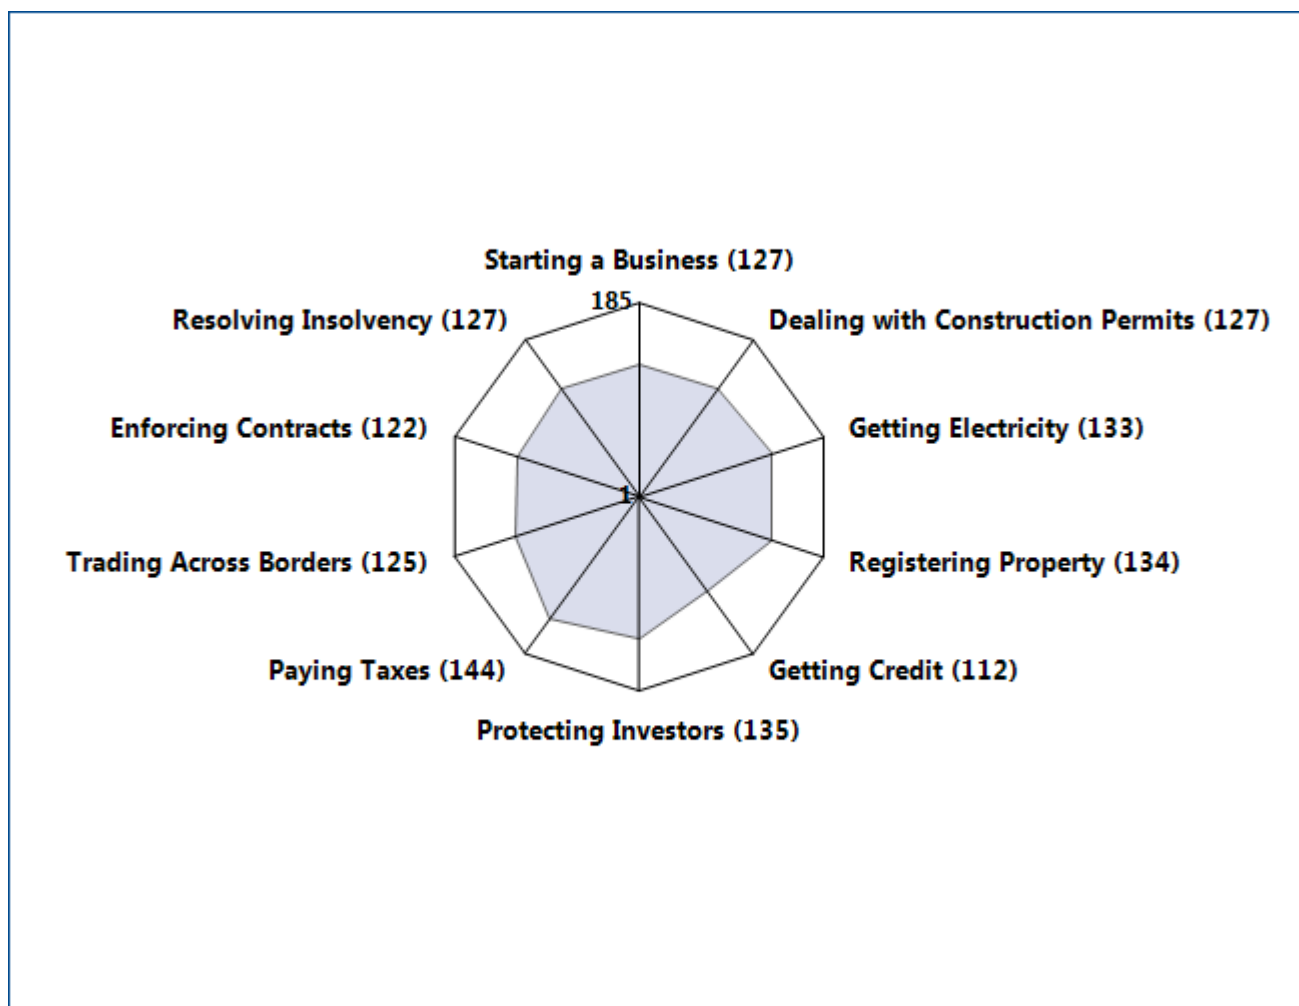 Starting a Business (127)
185
Resolving Insolvency (127)
Dealing with Construction Permits (127)
Enforcing Contracts (122)
Getting Electricity (133)
1
Trading Across Borders (125)
Registering Property (134)
Paying Taxes (144)
Getting Credit (112)
Protecting Investors (135)